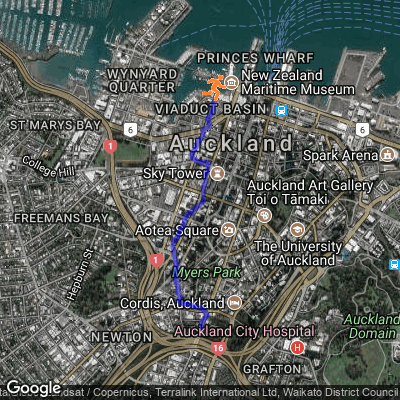 PRINCES WHARF
WYNYARD
QUARTER
New Zealand
Maritime Museum
VIADUCT BASIN
ST MARYS BAY
6
6
1
Auckland
College Hill
Spark Arena
Sky Tower
Auckland Art Gallery
Toi o Tāmaki
FREEMANS BAY
Aotea Square
The University
of Auckland
Hepburn St
1
Myers Park
Cordis, Auckland
Auckland City Hospital
Auckland
Domain
NEWTON
16
H
GRAFTON
Google
andsat / Copernicus, Terralink International Ltd, Waikato District Council